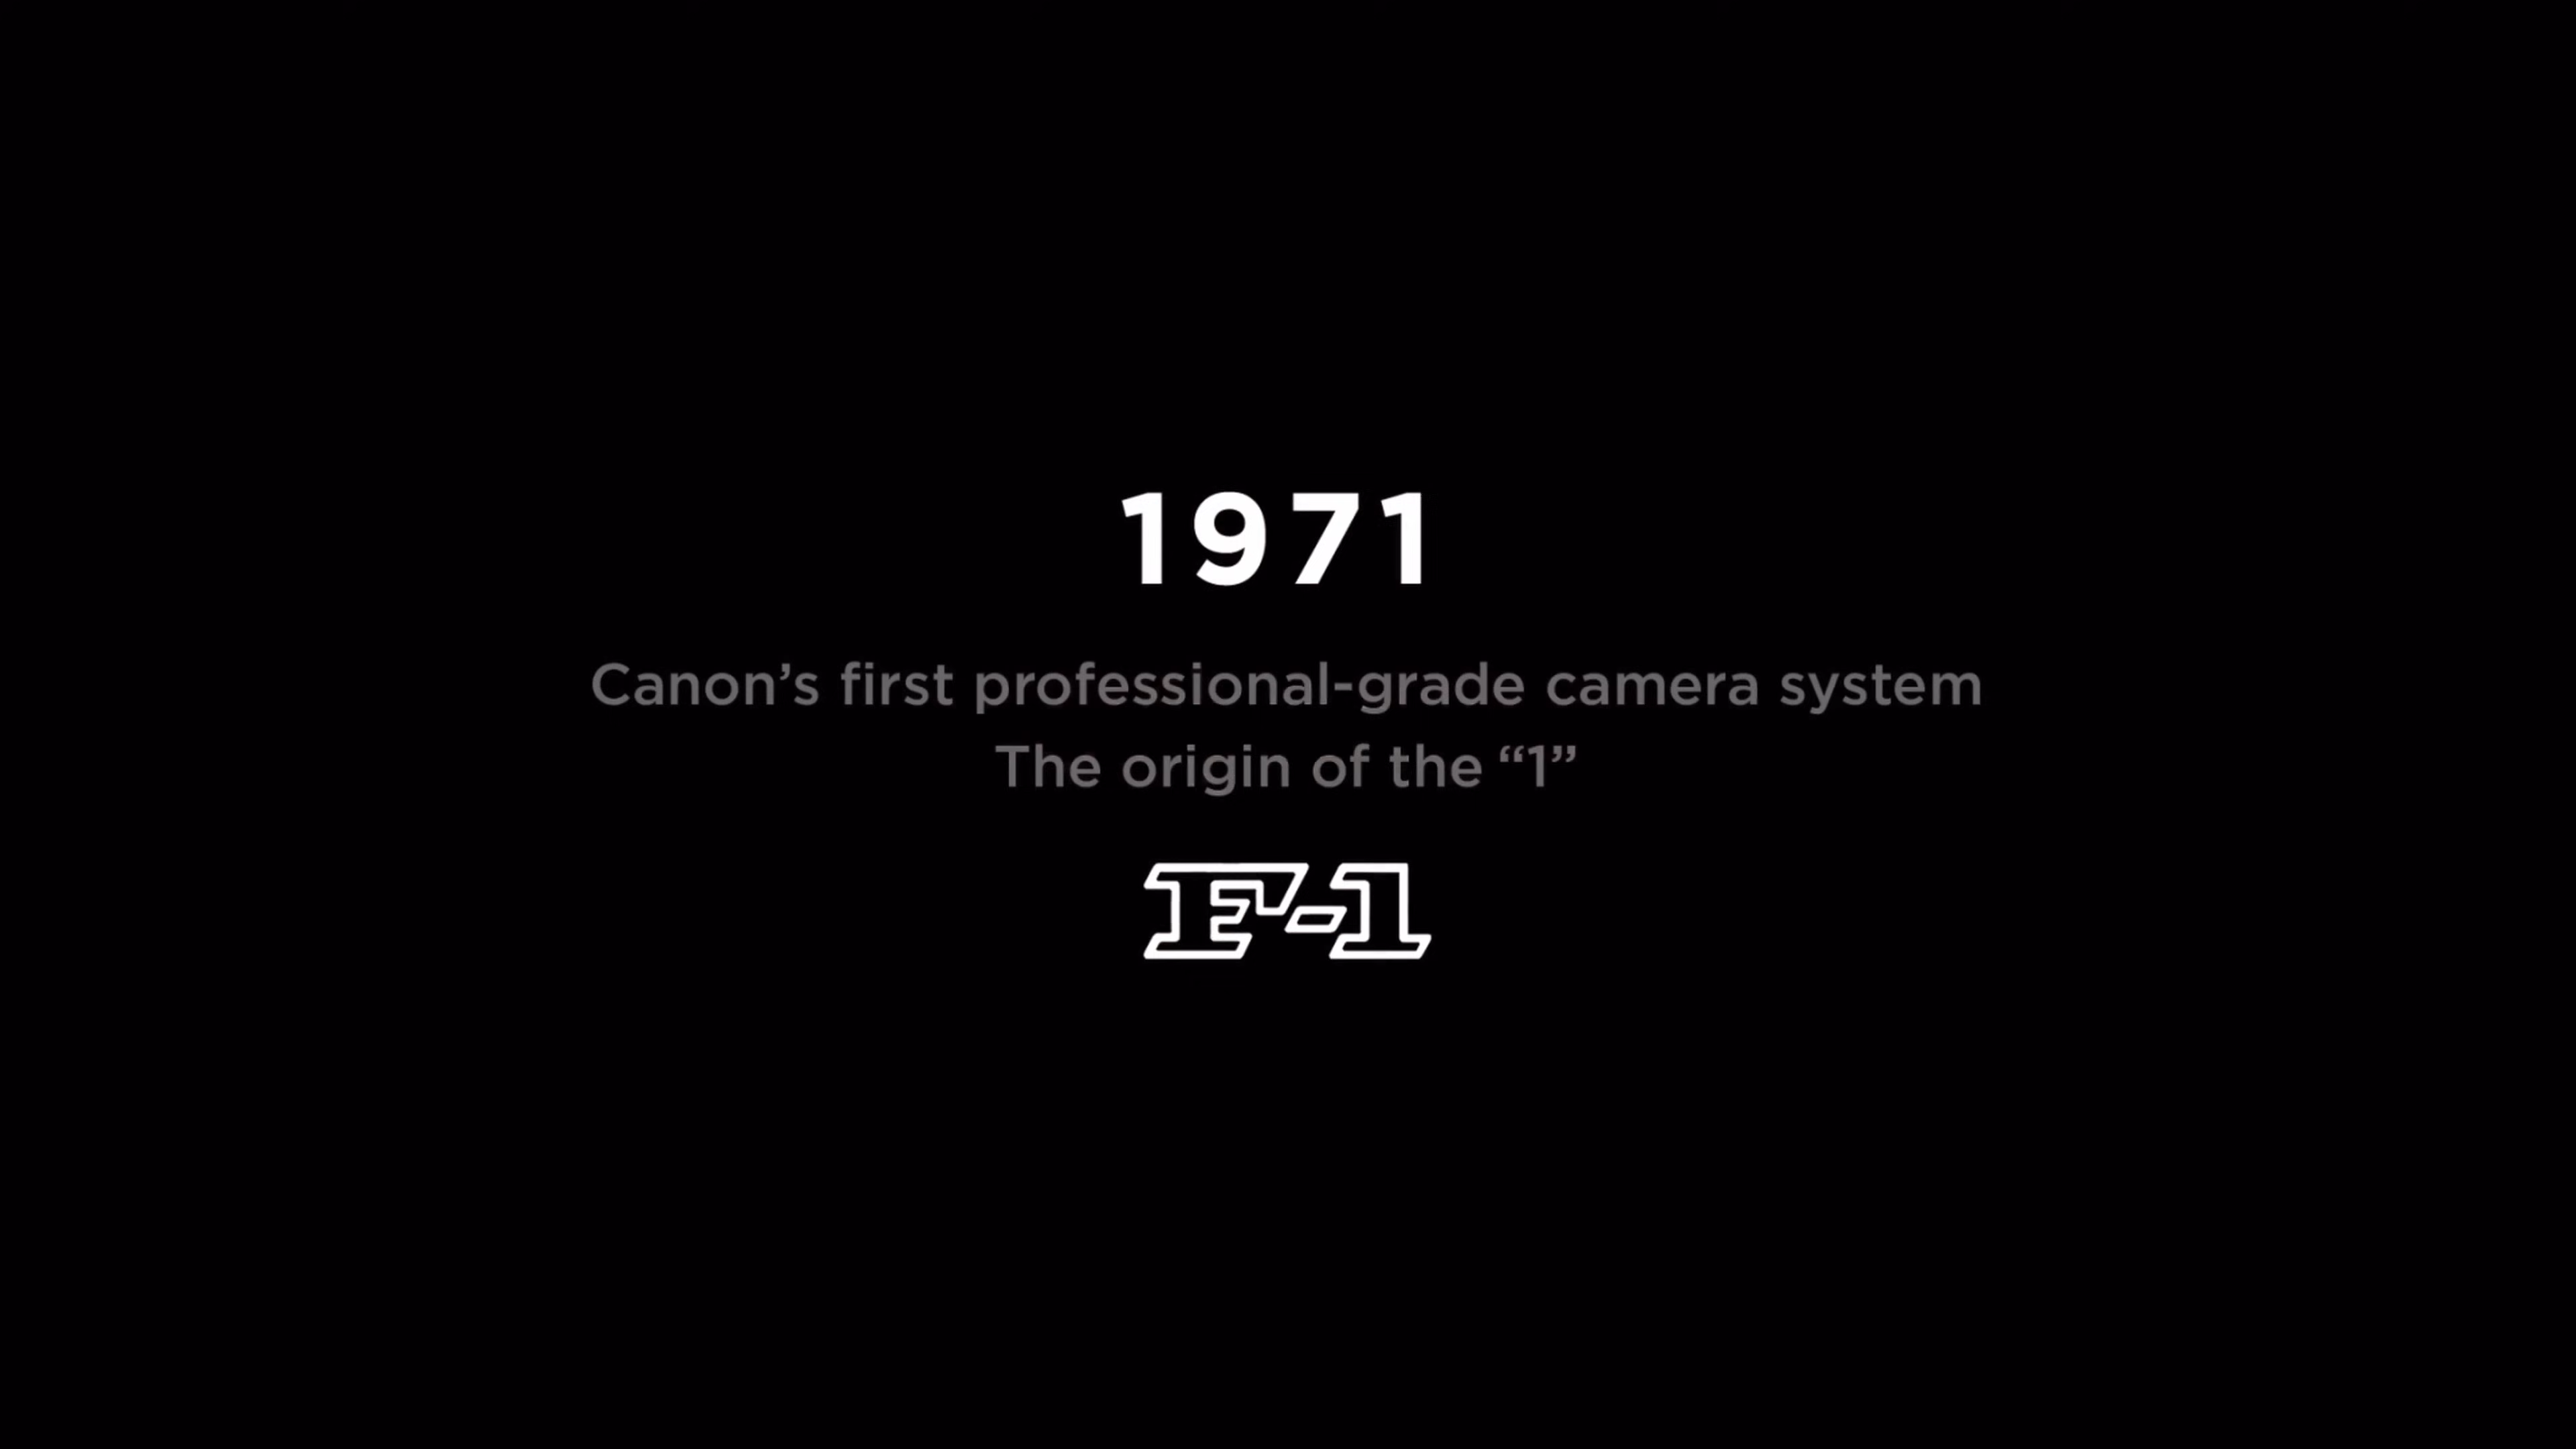 1971
Canon’s first professional-grade camera system
The origin of the “1”
F-1